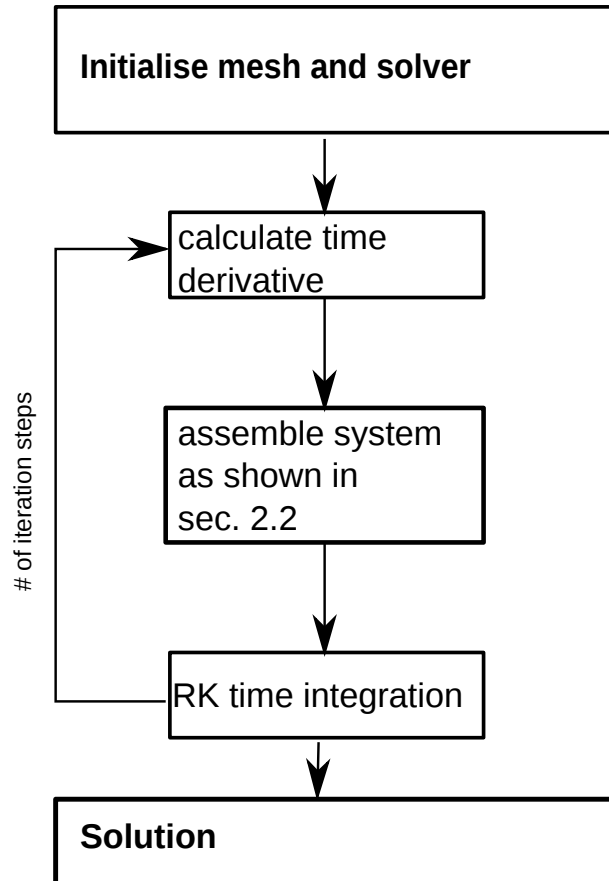 Initialise mesh and solver
calculate time
derivative
assemble system
as shown in
sec. 2.2
# of iteration steps
RK time integration
Solution